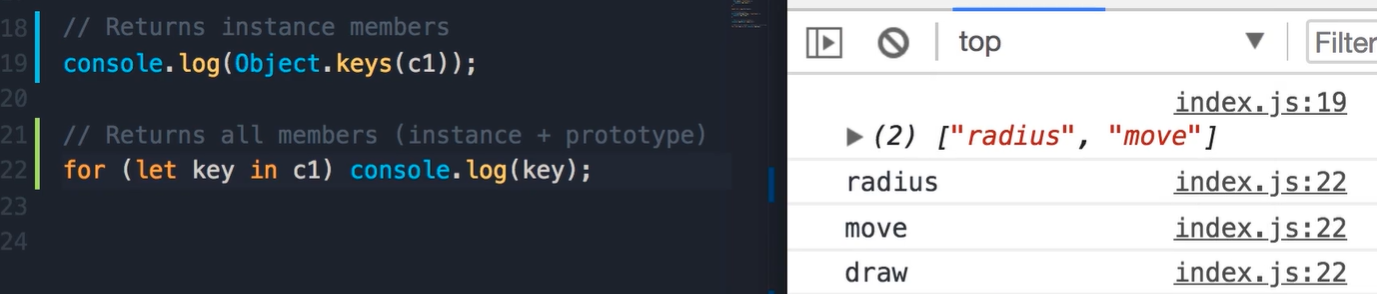 18 // Returns instance members
19 console.log(Object.keys(c1));
20
21 // Returns all members (instance + prototype)
22 for (let key in c1) console.log(key);
23
24
top
Filter
index.js:19
(2) ["radius", "move"]
radius index.js:22
move index.js:22
draw index.js:22